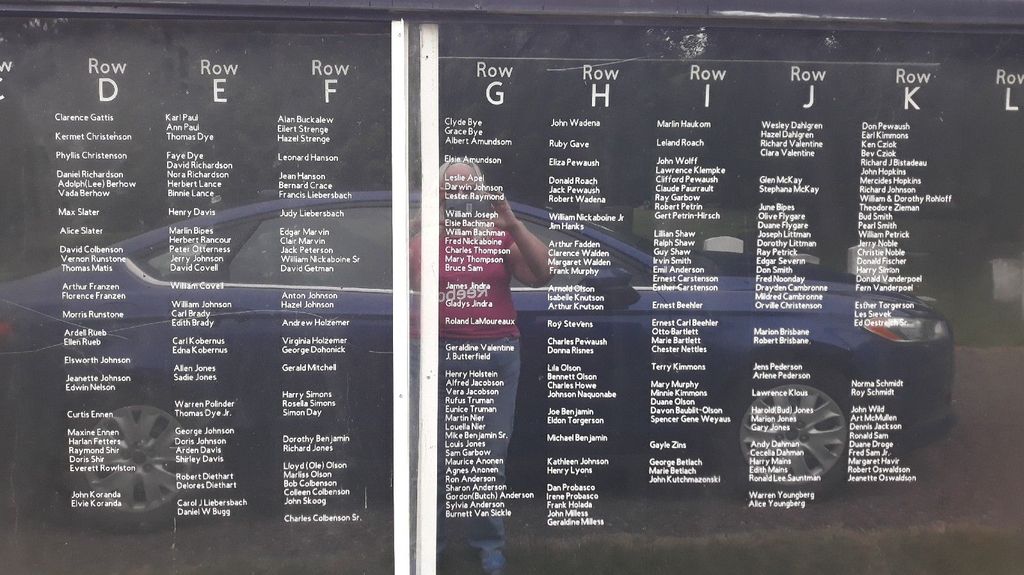 Row
D
Clarence Gattis
Kermet Christenson
Phyllis Christenson
Daniel Richardson
Adolph(Lee) Berhow
Vada Berhow
Max Slater
Alice Slater
David Colbenson
Vernon Runstone
Thomas Matis
Arthur Franzen
Florence Franzen
Morris Runstone
Ardell Rueb
Ellen Rueb
Elsworth Johnson
Jeanette Johnson
Edwin Nelson
Curtis Ennen
Maxine Ennen
Harlan Fetters
Raymond Shir
Doris Shir
Everett Rowlston
John Koranda
Elvie Koranda
Row
E
Karl Paul
Ann Paul
Thomas Dye
Faye Dye
David Richardson
Nora Richardson
Herbert Lance
Binnie Lance
Henry Davis
Marlin Bipes
Herbert Rancour
Peter Otterness
Jerry Johnson
David Covell
William Covell
William Johnson
Carl Brady
Edith Brady
Carl Kobernus
Edna Kobernus
Allen Jones
Sadie Jones
Warren Polinder
Thomas Dye Jr.
George Johnson
Doris Johnson
Arden Davis
Shirley Davis
Robert Diethart
Delores Diethart
Carol J Liebersbach
Daniel W Bugg
Row
F
Alan Buckalew
Eilert Strenge
Hazel Strenge
Leonard Hanson
Jean Hanson
Bernard Crace
Francis Liebersbach
Judy Liebersbach
Edgar Marvin
Clair Marvin
Jack Peterson
William Nickaboine Sr
David Getman
Anton Johnson
Hazel Johnson
Andrew Holzemer
Virginia Holzemer
George Dohonick
Gerald Mitchell
Harry Simons
Rosella Simons
Simon Day
Dorothy Benjamin
Richard Jones
Lloyd (Ole) Olson
Marliss Olson
Bob Colbenson
Colleen Colbenson
John Skoog
Charles Colbenson Sr.
Row
G
Clyde Bye
Grace Bye
Albert Amundsom
Elsie Amundson
Leslie Apel
Darwin Johnson
Lester Raymond
William Joseph
Elsie Bachman
William Bachman
Fred Nickaboine
Charles Thompson
Mary Thompson
Bruce Sam
James Jindra
Gladys Jindra
Roland LaMoureaux
Geraldine Valentine
J. Butterfield
Henry Holstein
Alfred Jacobson
Vera Jacobson
Rufus Truman
Eunice Truman
Martin Nier
Louella Nier
Mike Benjamin Sr.
Louis Jones
Sam Garbow
Maurice Anonen
Agnes Anonen
Ron Anderson
Sharon Anderson
Gordon(Butch) Anderson
Sylvia Anderson
Burnett Van Sickle
Row
H
John Wadena
Ruby Gave
Eliza Pewaush
Donald Roach
Jack Pewaush
Robert Wadena
William Nickaboine Jr
Jim Hanks
Arthur Fadden
Clarence Walden
Margaret Walden
Frank Murphy
Arnold Olson
Isabelle Knutson
Arthur Knutson
Roy Stevens
Charles Pewaush
Donna Risnes
Lila Olson
Bennett Olson
Charles Howe
Johnson Naquonabe
Joe Benjamin
Eldon Torgerson
Michael Benjamin
Kathleen Johnson
Henry Lyons
Dan Probasco
Irene Probasco
Frank Holada
John Milless
Geraldine Milless
Row
I
Marlin Haukom
Leland Roach
John Wolff
Lawrence Klempke
Clifford Pewaush
Claude Purrault
Ray Garbow
Robert Petrin
Gert Petrin-Hirsch
Lillian Shaw
Ralph Shaw
Guy Shaw
Irvin Smith
Emil Anderson
Ernest Carstenson
Esther Carstenson
Ernest Beehler
Ernest Carl Beehler
Otto Bartlett
Marie Bartlett
Chester Nettles
Terry Kimmons
Mary Murphy
Minnie Kimmons
Duane Olson
Davon Baublit-Olson
Spencer Gene Weyaus
Gayle Zins
George Betlach
Marie Betlach
John Kutchmazonski
Row
J
Wesley Dahlgren
Hazel Dahlgren
Richard Valentine
Clara Valentine
Glen McKay
Stephana McKay
June Bipes
Olive Flygare
Duane Flygare
Joseph Littman
Dorothy Littman
Ray Petrin
Edgar Severin
Don Smith
Fred Noonday
Drayden Cambronne
Mildred Cambronne
Orville Christenson
Marion Brisbane
Robert Brisbane
Jens Pederson
Arlene Pederson
Lawrence Klous
Harold(Bud) Jones
Marion Jones
Gary Jones
Andy Dahman
Cecelia Dahman
Harry Mains
Edith Mains
Ronald Lee Sauntman
Warren Youngberg
Alice Youngberg
Row
K
Don Pewaush
Earl Kimmons
Ken Cziok
Bev Cziok
Richard J Bistadeau
John Hopkins
Mercides Hopkins
Richard Johnson
William & Dorothy Rohloff
Theodore Zieman
Bud Smith
Pearl Smith
William Petrick
Jerry Noble
Christie Noble
Donald Fischer
Harry Simion
Donald Vanderpoel
Fern Vanderpoel
Esther Torgerson
Les Sievek
Ed Oestreich Sr.
Norma Schmidt
Roy Schmidt
John Wild
Art McMullen
Dennis Jackson
Ronald Sam
Duane Droge
Fred Sam Jr.
Margaret Havir
Robert Oswaldson
Jeanette Oswaldson
Row
L